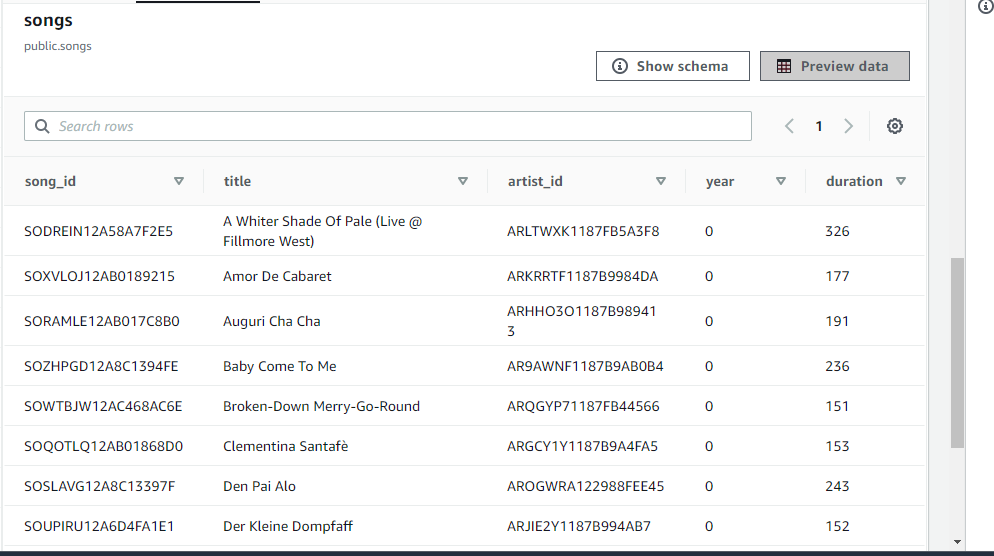 songs
public.songs
Show schema
Preview data
Search rows
1
song_id title artist_id year duration
SODREIN12A58A7F2E5 A Whiter Shade Of Pale (Live @ Fillmore West) ARLTWXK1187FB5A3F8 0 326
SOXVLOJ12AB0189215 Amor De Cabaret ARKRRTF1187B9984DA 0 177
SORAMLE12AB017C8B0 Auguri Cha Cha ARHHO3O1187B989413 0 191
SOZHPGD12A8C1394FE Baby Come To Me AR9AWNF1187B9AB0B4 0 236
SOWTBJW12AC468AC6E Broken-Down Merry-Go-Round ARQGYP71187FB44566 0 151
SOQOTLQ12AB01868D0 Clementina Santafè ARGCY1Y1187B9A4FA5 0 153
SOSLAVG12A8C13397F Den Pai Alo AROGWRA122988FEE45 0 243
SOUPIRU12A6D4FA1E1 Der Kleine Dompfaff ARJIE2Y1187B994AB7 0 152